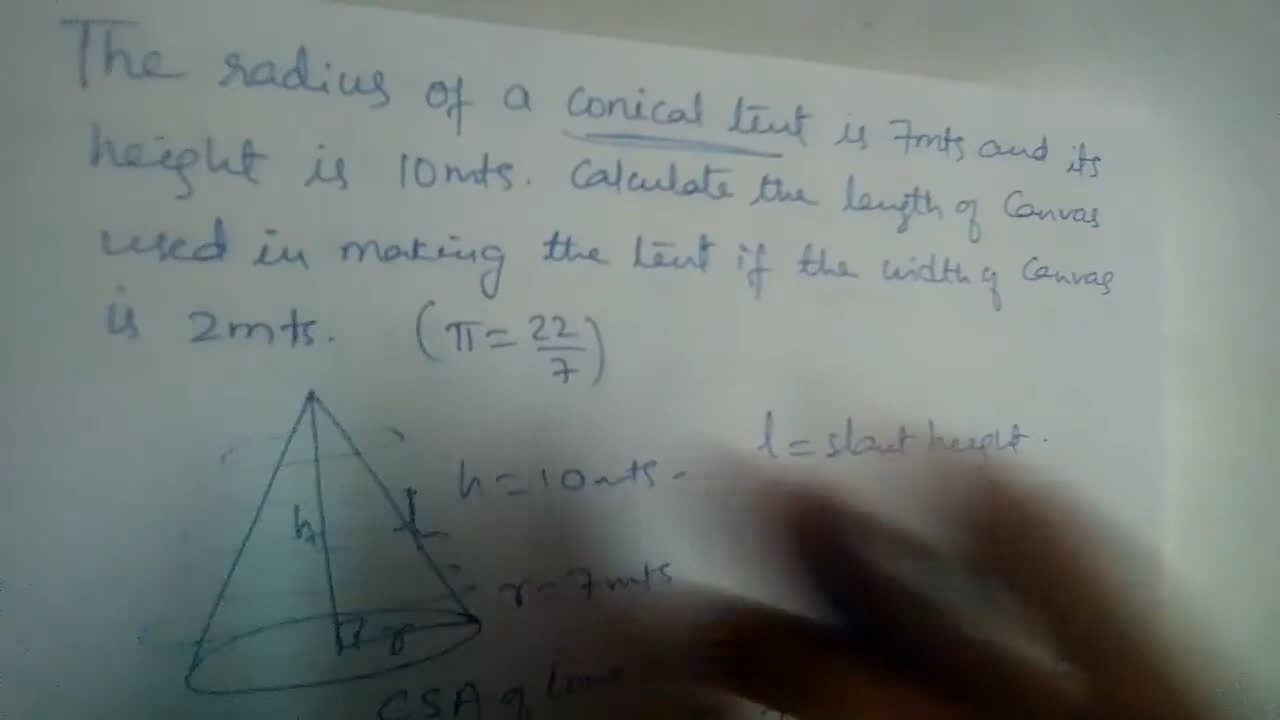 The radius of a conical tent is 7mts and its
height is 10mts. Calculate the length of Canvas
used in making the tent if the width of Canvas
is 2mts. (π = 22/7)
l = slant height.
h = 10mts
h
l
r = 7mts
r
CSA of Cone